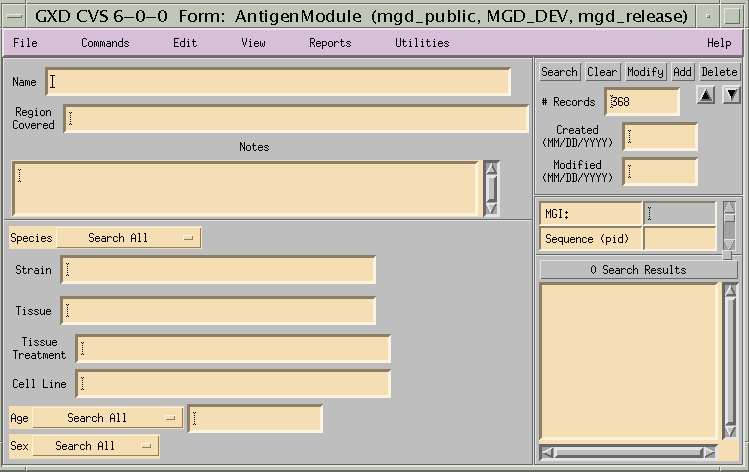 GXD CVS 6-0-0 Form: AntigenModule (mgd_public, MGD_DEV, mgd_release)
File Commands Edit View Reports Utilities Help
Name
Region
Covered
Notes
Species Search All
Strain
Tissue
Tissue
Treatment
Cell Line
Age Search All
Sex Search All
Search Clear Modify Add Delete
# Records 368
Created
(MM/DD/YYYY)
Modified
(MM/DD/YYYY)
MGI:
Sequence (pid)
0 Search Results